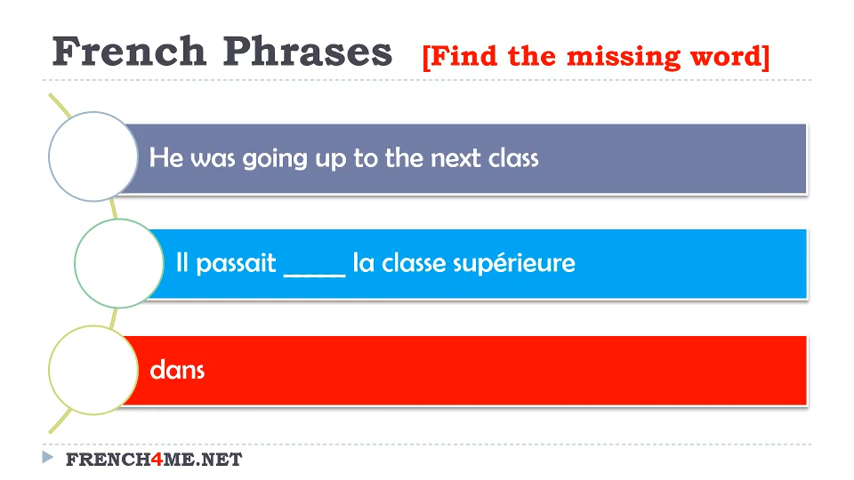 French Phrases [Find the missing word]
He was going up to the next class
Il passait _____ la classe supérieure
dans
FRENCH4ME.NET